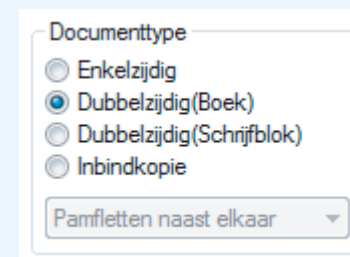 Documenttype
Enkelzijdig
Dubbelzijdig(Boek)
Dubbelzijdig(Schrijfblok)
Inbindkopie
Pamfletten naast elkaar